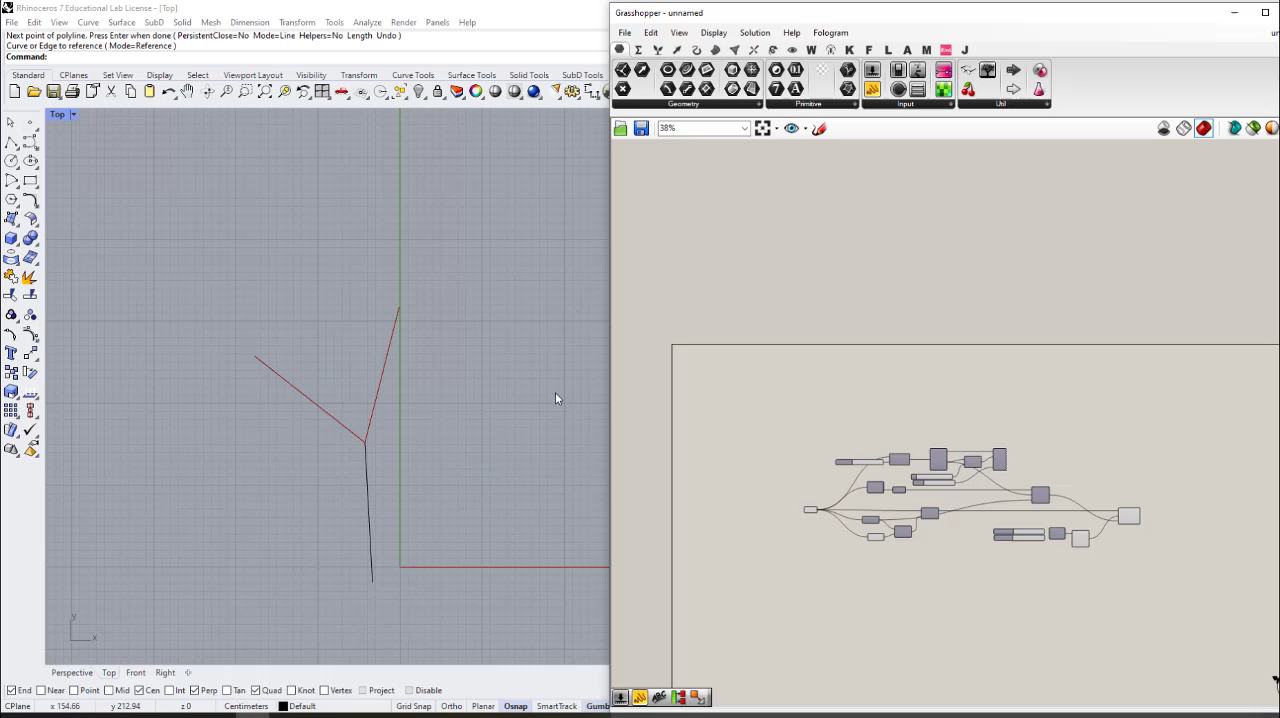 Rhinoceros 7 Educational Lab License - [Top]
File Edit View Curve Surface SubD Solid Mesh Dimension Transform Tools Analyze Render Panels Help
Next point of polyline. Press Enter when done ( PersistentClose=No Mode=Line Helpers=No Length Undo )
Curve or Edge to reference ( Mode=Reference )
Command:
Standard CPlanes Set View Display Select Viewport Layout Visibility Transform Curve Tools Surface Tools Solid Tools SubD Tools
Top
y
x
Perspective Top Front Right
End Near Point Mid Cen Int Perp Tan Quad Knot Vertex Project Disable
CPlane x 154.66 y 212.94 z 0 Centimeters Default Grid Snap Ortho Planar Osnap SmartTrack Gumb
Grasshopper - unnamed
File Edit View Display Solution Help Fologram
W K F L A M J
Geometry Primitive Input Util
38%